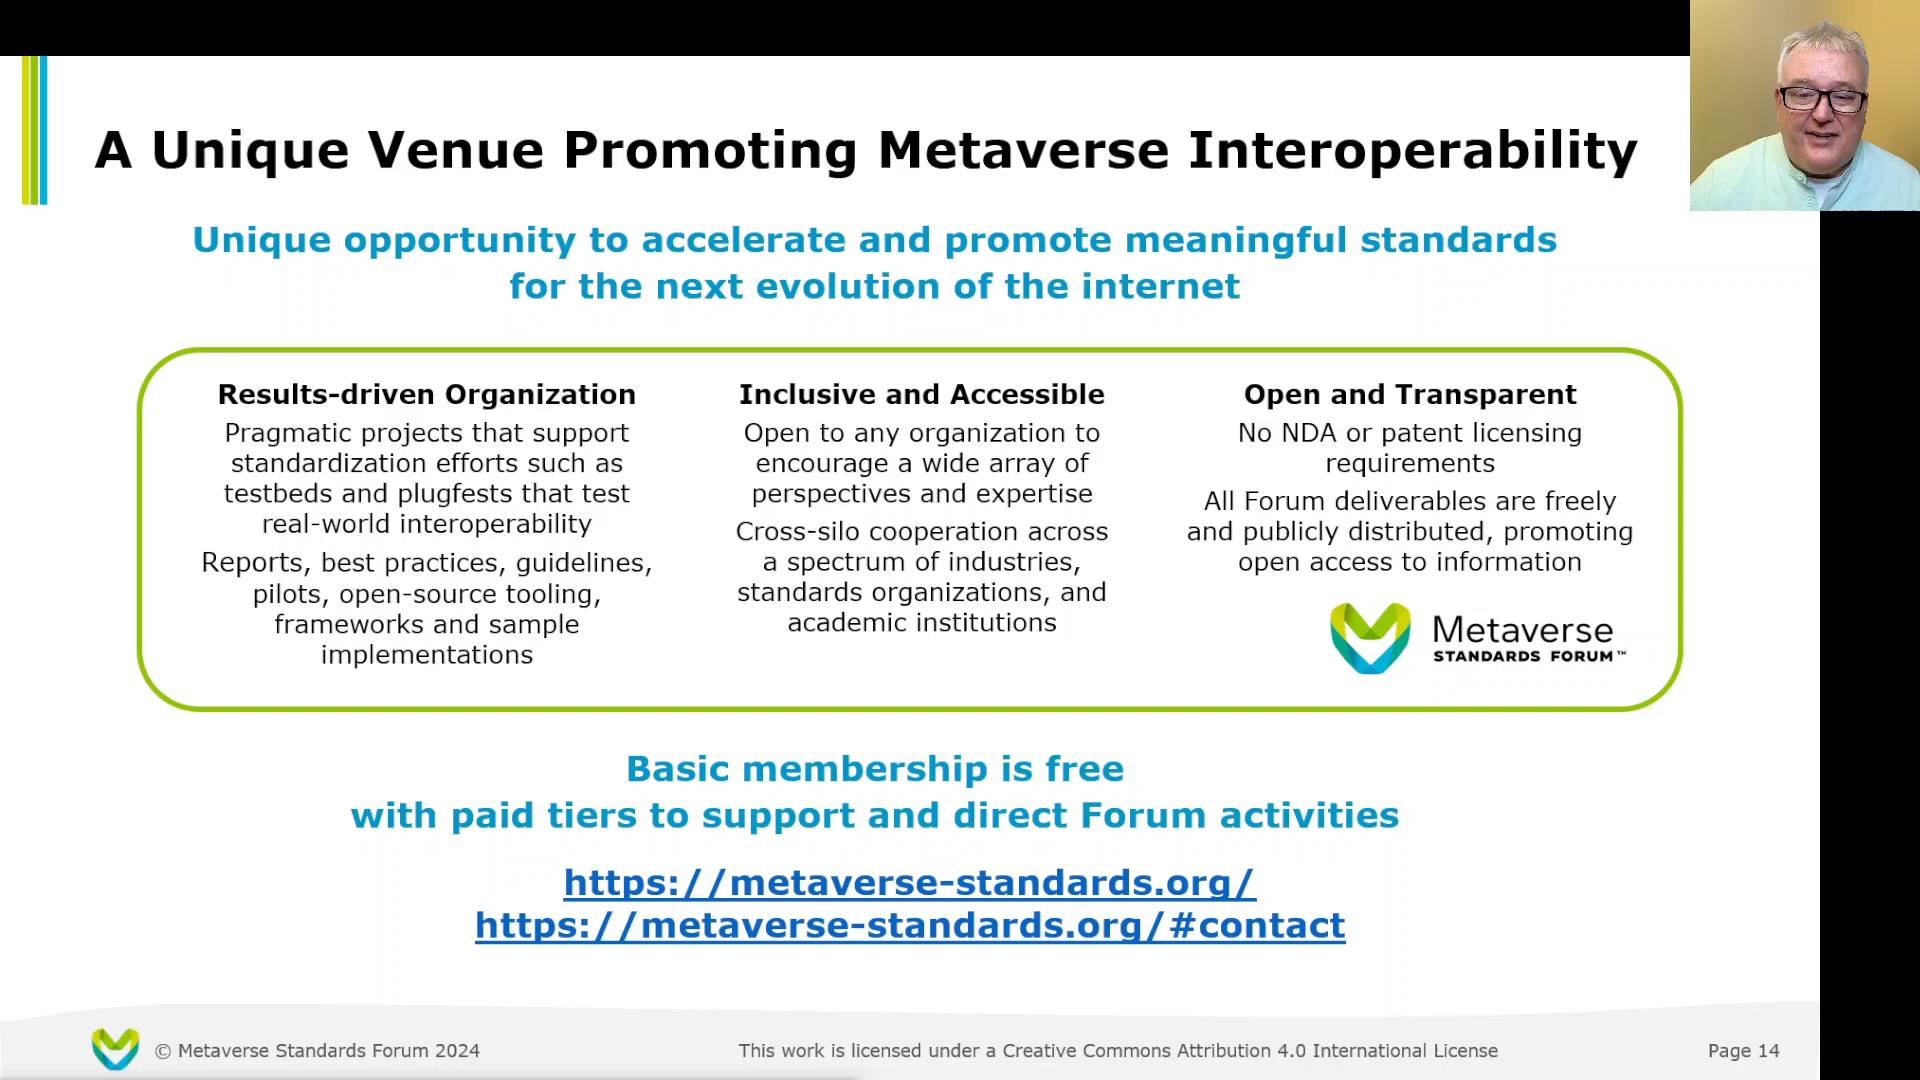 A Unique Venue Promoting Metaverse Interoperability
Unique opportunity to accelerate and promote meaningful standards
for the next evolution of the internet
Results-driven Organization
Pragmatic projects that support
standardization efforts such as
testbeds and plugfests that test
real-world interoperability
Reports, best practices, guidelines,
pilots, open-source tooling,
frameworks and sample
implementations
Inclusive and Accessible
Open to any organization to
encourage a wide array of
perspectives and expertise
Cross-silo cooperation across
a spectrum of industries,
standards organizations, and
academic institutions
Open and Transparent
No NDA or patent licensing
requirements
All Forum deliverables are freely
and publicly distributed, promoting
open access to information
Metaverse
STANDARDS FORUM™
Basic membership is free
with paid tiers to support and direct Forum activities
https://metaverse-standards.org/
https://metaverse-standards.org/#contact
© Metaverse Standards Forum 2024
This work is licensed under a Creative Commons Attribution 4.0 International License
Page 14